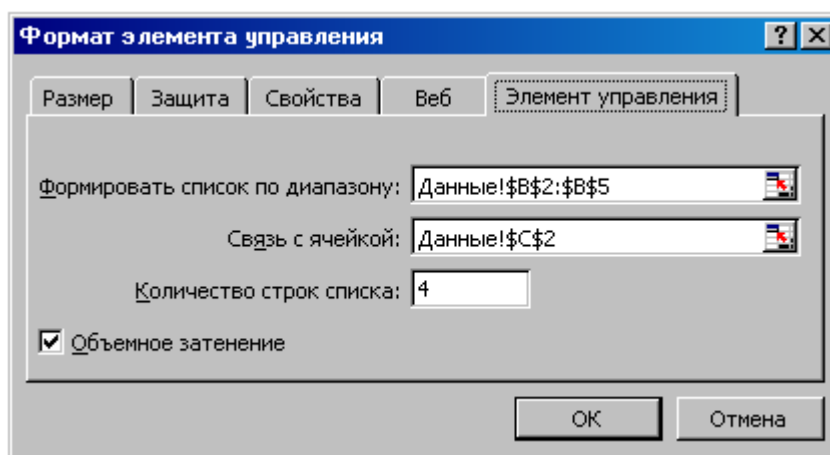 Формат элемента управления
Размер Защита Свойства Веб Элемент управления
Формировать список по диапазону: Данные!$B$2:$B$5
Связь с ячейкой: Данные!$C$2
Количество строк списка: 4
Объемное затенение
ОК Отмена